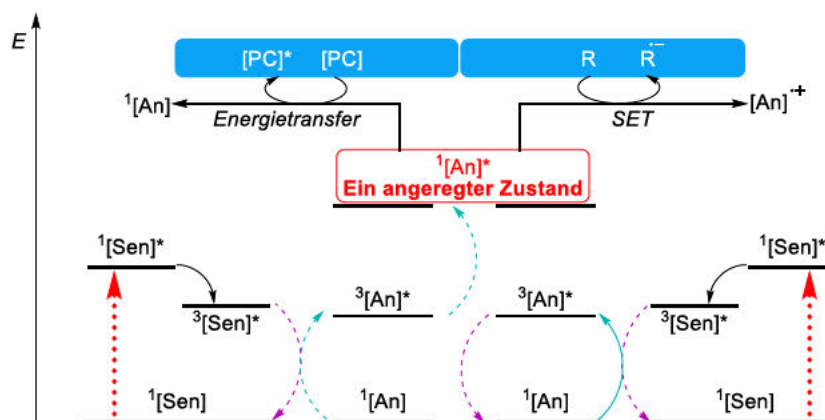 E
[PC]* [PC] R R•−
¹[An] Energietransfer SET [An]•+
¹[An]*
Ein angeregter Zustand
¹[Sen]* ¹[Sen]*
³[Sen]* ³[An]* ³[An]* ³[Sen]*
¹[Sen] ¹[An] ¹[An] ¹[Sen]